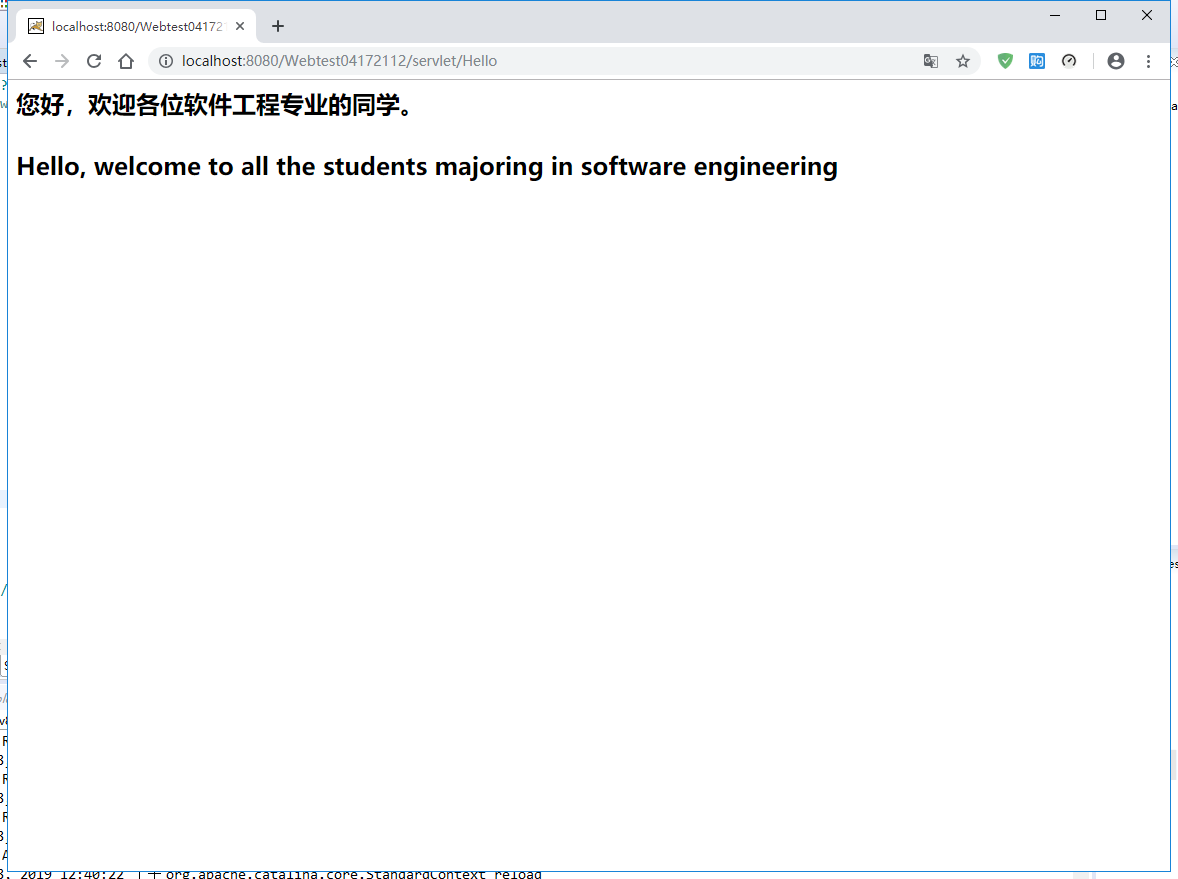 localhost:8080/Webtest04172
localhost:8080/Webtest04172112/servlet/Hello
您好，欢迎各位软件工程专业的同学。
Hello, welcome to all the students majoring in software engineering
2019 12:40:22 上午 org.apache.catalina.core.StandardContext reload